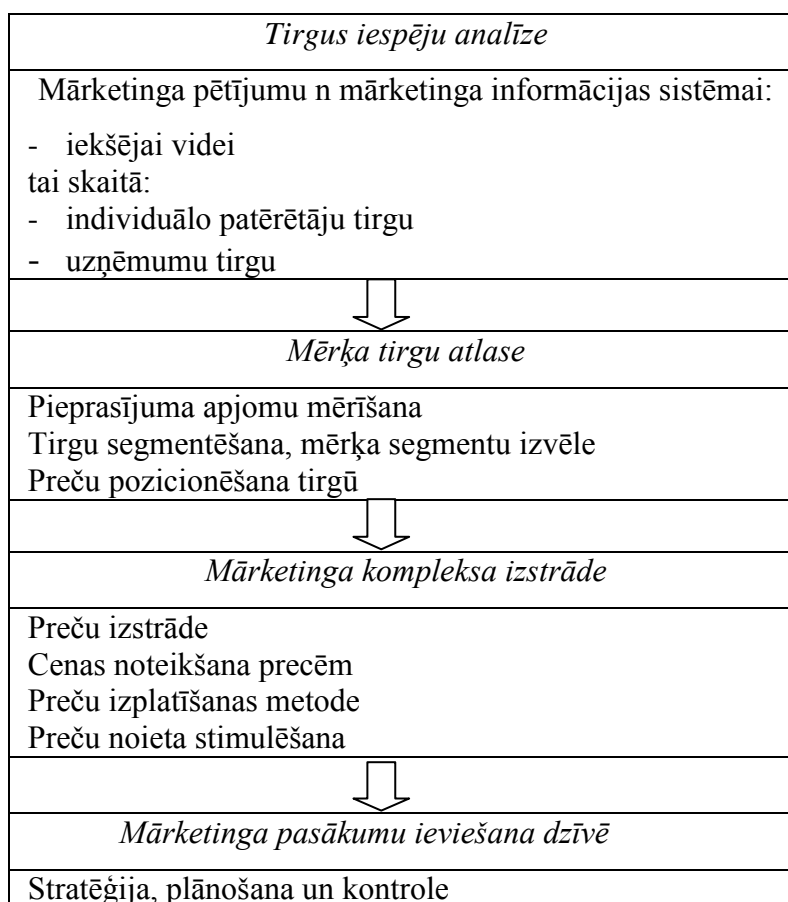 Tirgus iespēju analīze
Mārketinga pētījumu n mārketinga informācijas sistēmai:
- iekšējai videi
tai skaitā:
- individuālo patērētāju tirgu
- uzņēmumu tirgu
Mērķa tirgu atlase
Pieprasījuma apjomu mērīšana
Tirgu segmentēšana, mērķa segmentu izvēle
Preču pozicionēšana tirgū
Mārketinga kompleksa izstrāde
Preču izstrāde
Cenas noteikšana precēm
Preču izplatīšanas metode
Preču noieta stimulēšana
Mārketinga pasākumu ieviešana dzīvē
Stratēģija, plānošana un kontrole